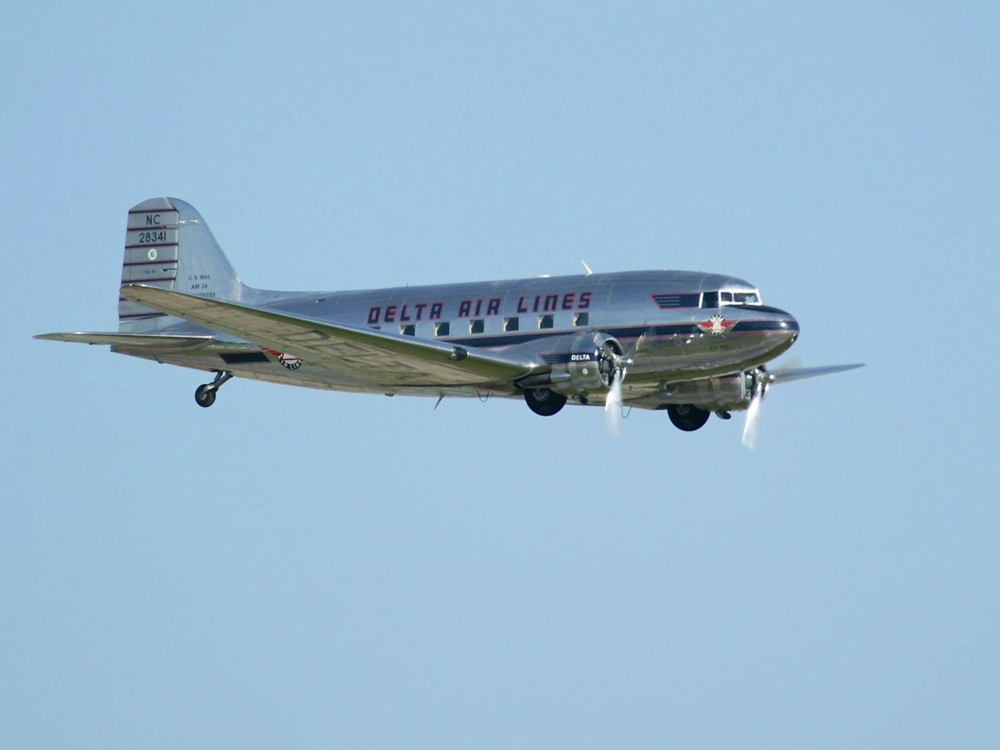 NC
28341
U.S. MAIL
AM 24
DELTA AIR LINES
DELTA